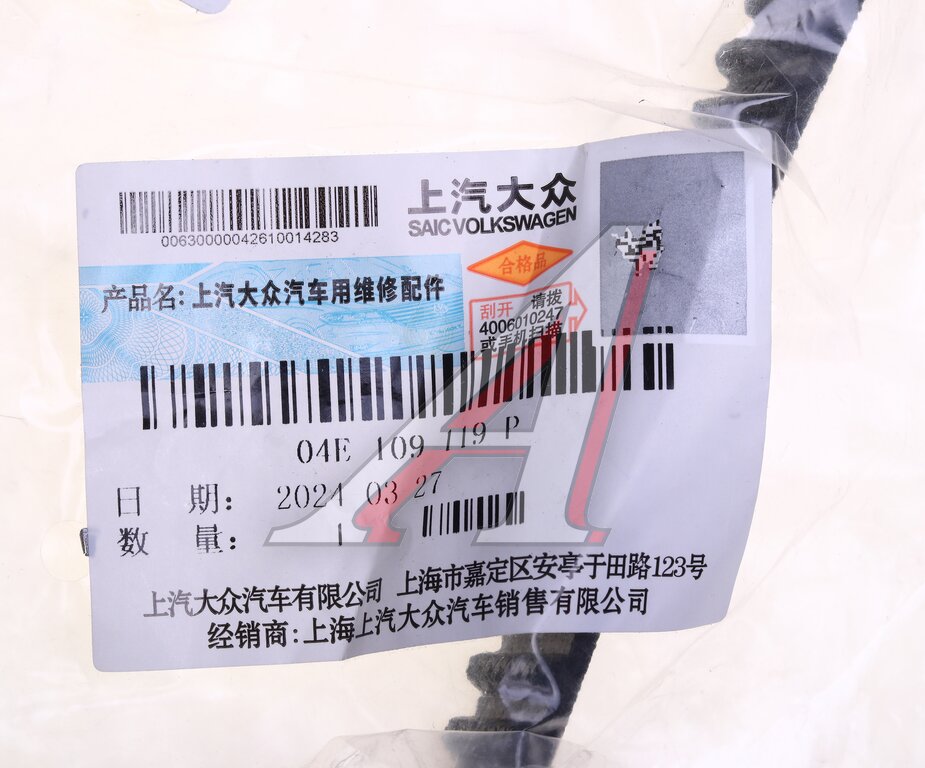 00630000042610014283
上汽大众
SAIC VOLKSWAGEN
合格品
产品名: 上汽大众汽车用维修配件
刮开 请拨
4006010247
或手机扫描
04E 109 119 P
日 期: 2024 03 27
数 量: 1
上汽大众汽车有限公司 上海市嘉定区安亭于田路123号
经销商: 上海上汽大众汽车销售有限公司